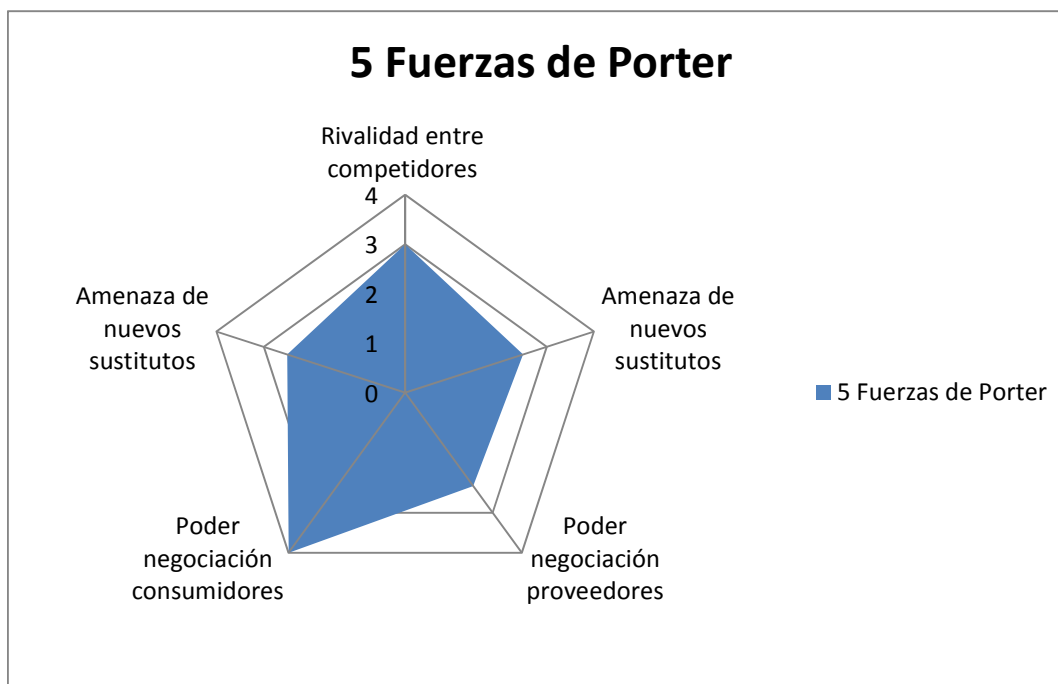 5 Fuerzas de Porter
Rivalidad entre
competidores
4
3
2
1
0
Amenaza de
nuevos
sustitutos
Amenaza de
nuevos
sustitutos
5 Fuerzas de Porter
Poder
negociación
consumidores
Poder
negociación
proveedores